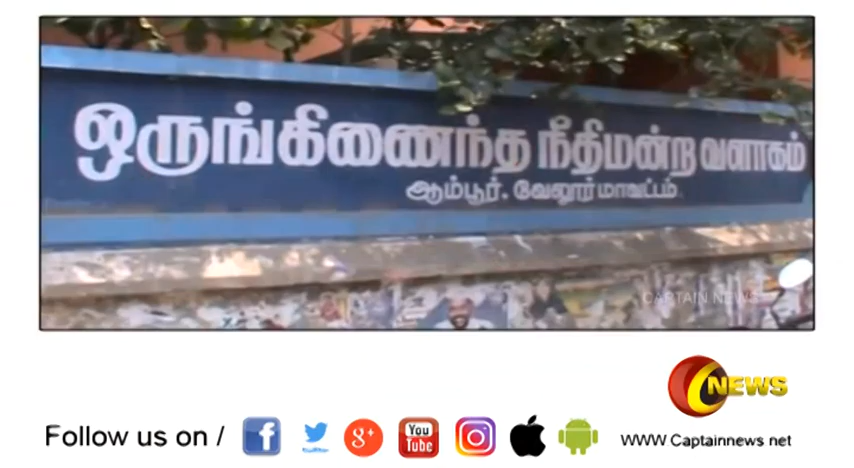 ஒருங்கிணைந்த நீதிமன்ற வளாகம்
ஆம்பூர். வேலூர் மாவட்டம்.
CAPTAIN NEWS
NEWS
Follow us on / f g+ You Tube WWW Captainnews net